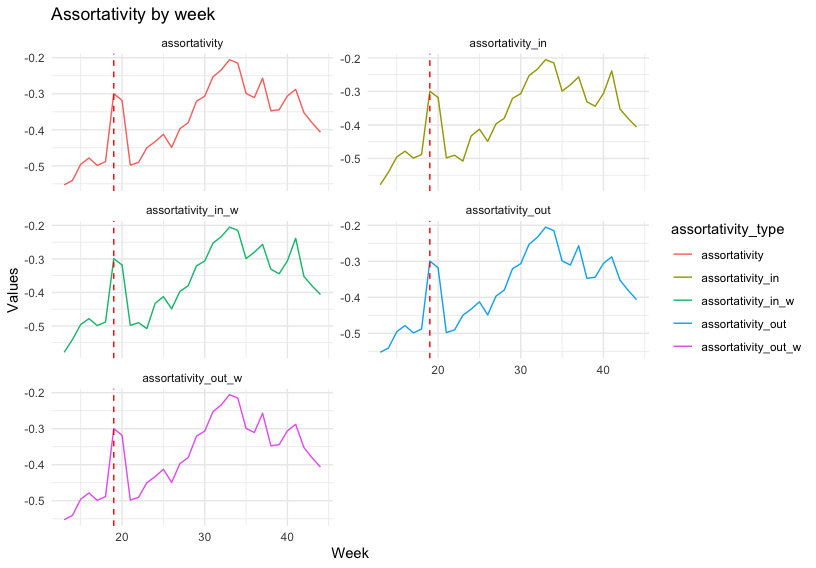 Assortativity by week
assortativity
assortativity_in
-0.2
-0.3
-0.4
-0.5
-0.2
-0.3
-0.4
-0.5
assortativity_in_w
assortativity_out
-0.2
-0.3
-0.4
-0.5
-0.2
-0.3
-0.4
-0.5
20
40
assortativity_out_w
-0.2
-0.3
-0.4
-0.5
20
30
40
Values
Week
assortativity_type
assortativity
assortativity_in
assortativity_in_w
assortativity_out
assortativity_out_w